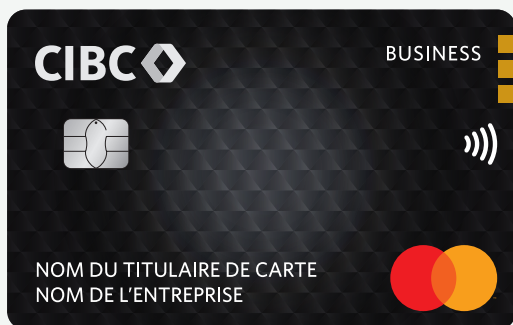 CIBC
BUSINESS
NOM DU TITULAIRE DE CARTE
NOM DE L'ENTREPRISE